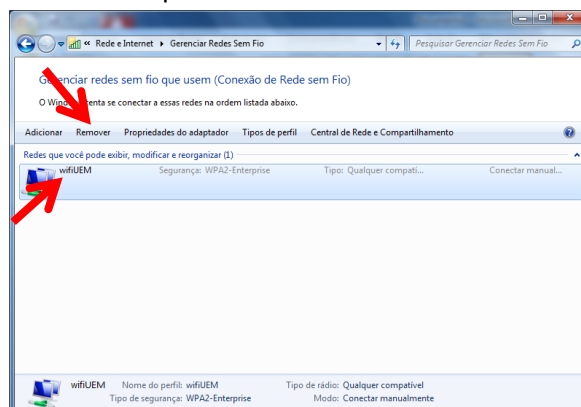 « Rede e Internet ▸ Gerenciar Redes Sem Fio Pesquisar Gerenciar Redes Sem Fio
Gerenciar redes sem fio que usem (Conexão de Rede sem Fio)
O tenta se conectar a essas redes na ordem listada abaixo.
Adicionar Remover Propriedades do adaptador Tipos de perfil Central de Rede e Compartilhamento
Redes que você pode exibir, modificar e reorganizar (1)
wifiUEM Segurança: WPA2-Enterprise Tipo: Qualquer compatí... Conectar manual...
wifiUEM Nome do perfil: wifiUEM Tipo de rádio: Qualquer compatível
Tipo de segurança: WPA2-Enterprise Modo: Conectar manualmente